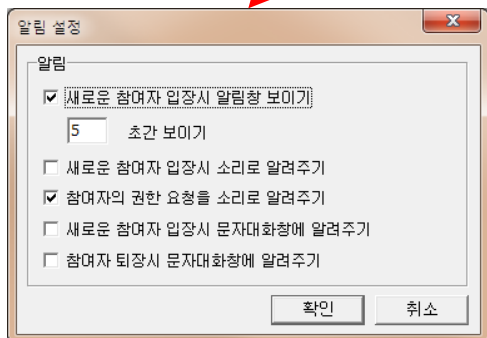 알림 설정
알림
새로운 참여자 입장시 알림창 보이기
5 초간 보이기
새로운 참여자 입장시 소리로 알려주기
참여자의 권한 요청을 소리로 알려주기
새로운 참여자 입장시 문자대화창에 알려주기
참여자 퇴장시 문자대화창에 알려주기
확인 취소